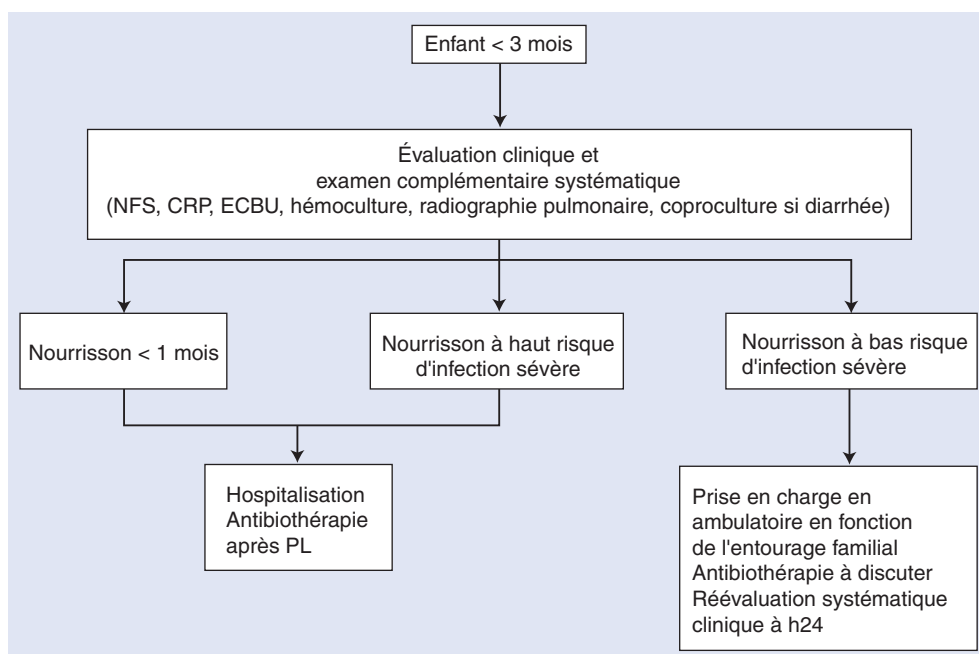 Enfant < 3 mois
Évaluation clinique et
examen complémentaire systématique
(NFS, CRP, ECBU, hémoculture, radiographie pulmonaire, coproculture si diarrhée)
Nourrisson < 1 mois
Nourrisson à haut risque
d'infection sévère
Nourrisson à bas risque
d'infection sévère
Hospitalisation
Antibiothérapie
après PL
Prise en charge en
ambulatoire en fonction
de l'entourage familial
Antibiothérapie à discuter
Réévaluation systématique
clinique à h24